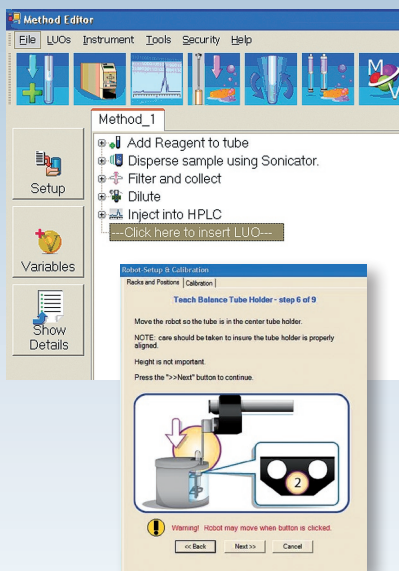 Method Editor
File LUOs Instrument Tools Security Help
M
V
Method_1
Add Reagent to tube
Disperse sample using Sonicator.
Filter and collect
Dilute
Inject into HPLC
---Click here to insert LUO---
Setup
Variables
Show
Details
Robot-Setup & Calibration
Racks and Positions Calibration
Teach Balance Tube Holder - step 6 of 9
Move the robot so the tube is in the center tube holder.
NOTE: care should be taken to insure the tube holder is properly
aligned.
Height is not important.
Press the ">>Next" button to continue.
2
Warning! Robot may move when button is clicked.
<< Back Next >> Cancel